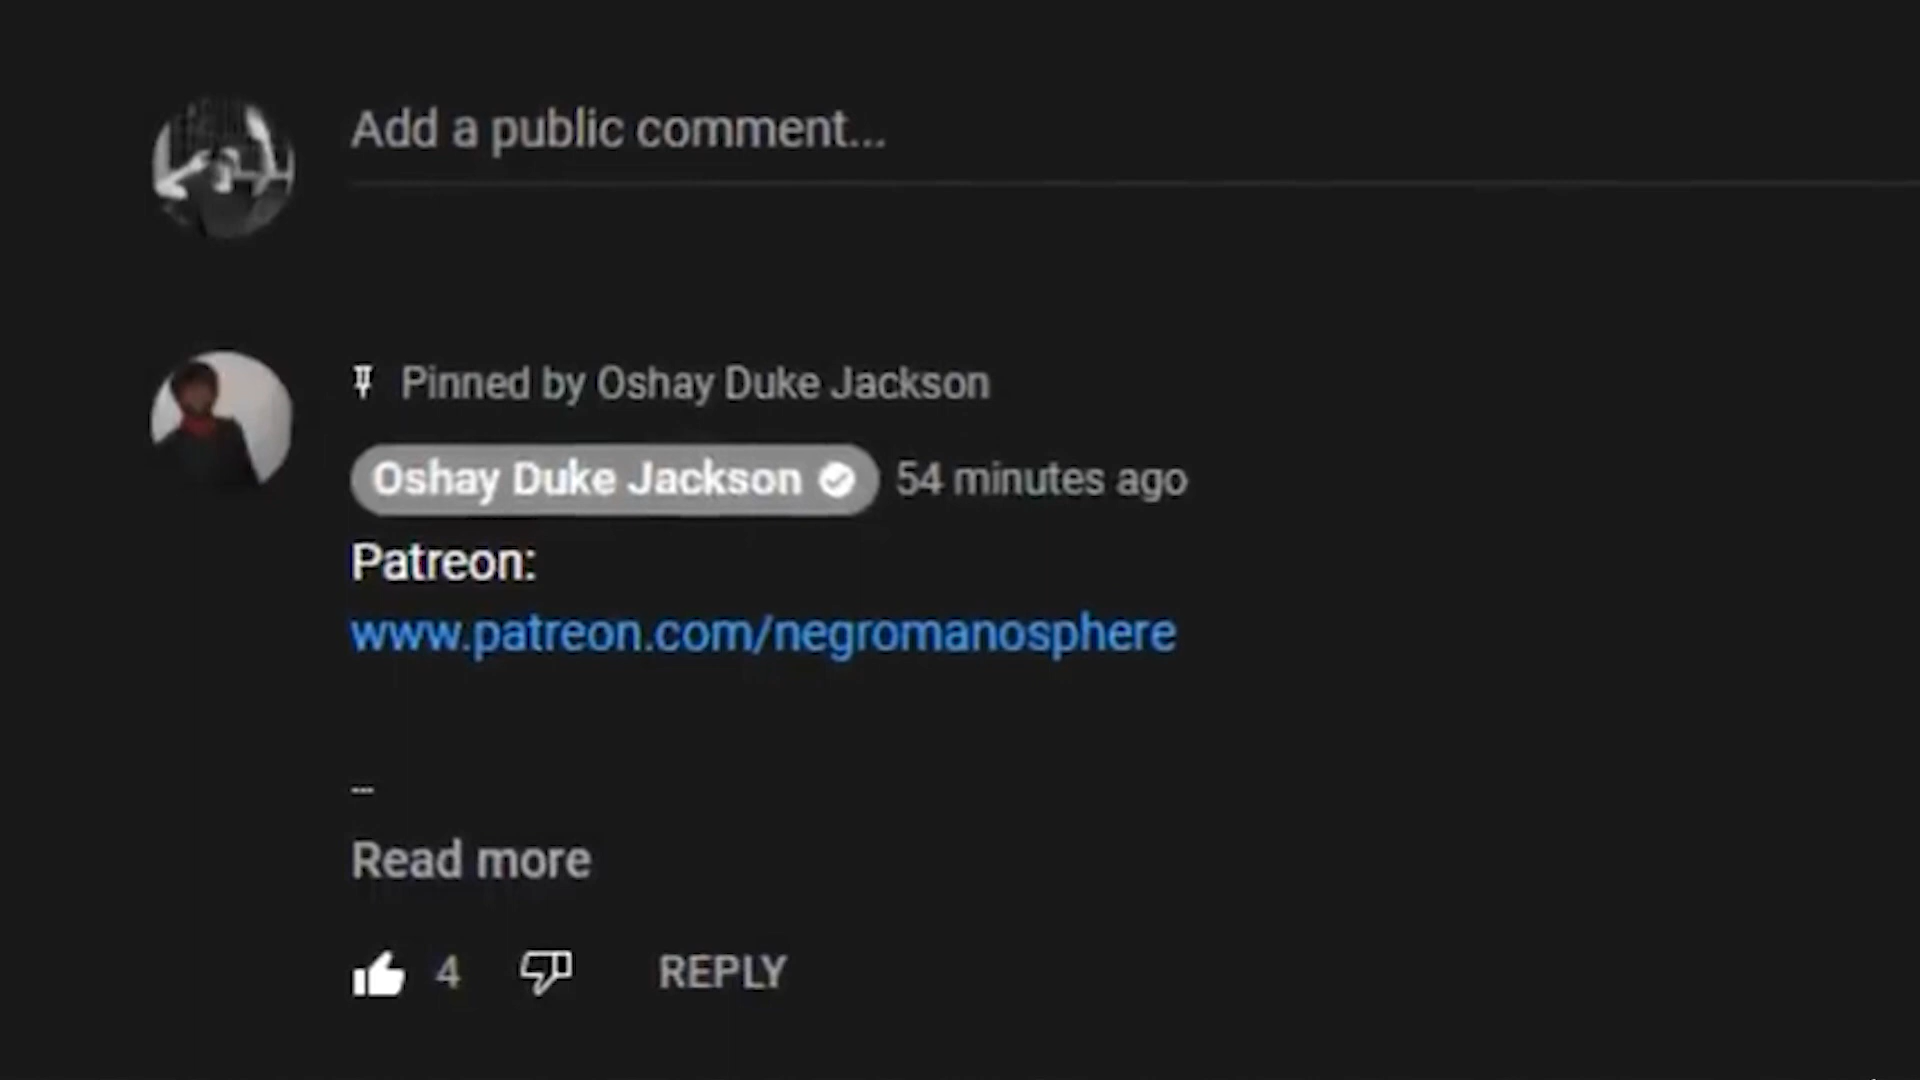 Add a public comment...
Pinned by Oshay Duke Jackson
Oshay Duke Jackson 54 minutes ago
Patreon:
www.patreon.com/negromanosphere
...
Read more
4 REPLY